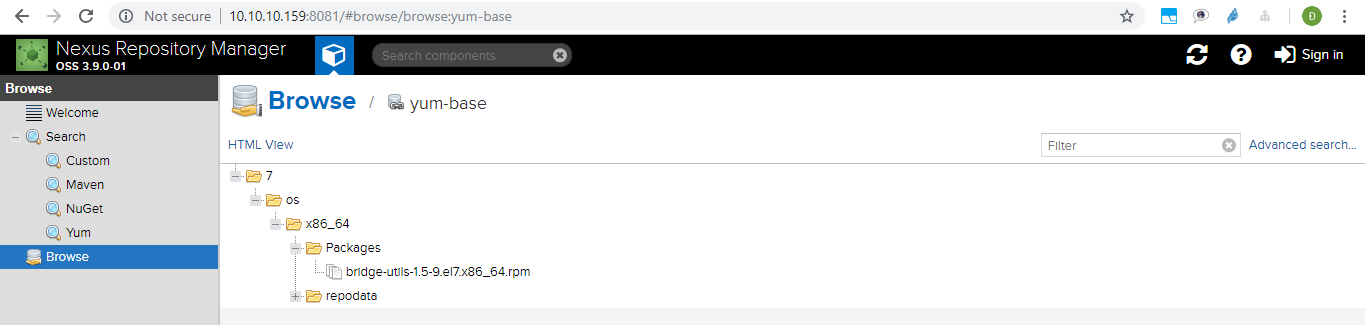 Not secure | 10.10.10.159:8081/#browse/browse:yum-base
Đ
Nexus Repository Manager
OSS 3.9.0-01
Search components
Sign in
Browse
Welcome
Search
Custom
Maven
NuGet
Yum
Browse
Browse / yum-base
HTML View
Filter
Advanced search...
7
os
x86_64
Packages
bridge-utils-1.5-9.el7.x86_64.rpm
repodata